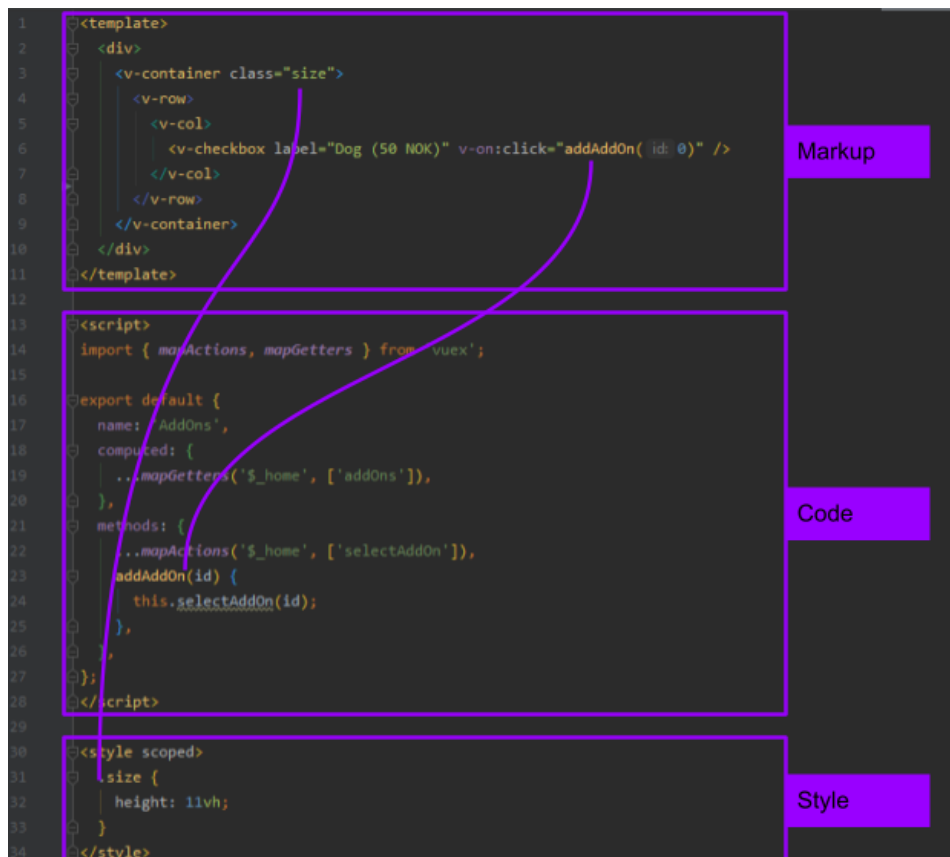 1 <template>
2 <div>
3 <v-container class="size">
4 <v-row>
5 <v-col>
6 <v-checkbox label="Dog (50 NOK)" v-on:click="addAddOn( id: 0)" />
7 </v-col>
8 </v-row>
9 </v-container>
10 </div>
11 </template>
Markup
12
13 <script>
14 import { mapActions, mapGetters } from 'vuex';
15
16 export default {
17 name: 'AddOns',
18 computed: {
19 ...mapGetters('$_home', ['addOns']),
20 },
21 methods: {
22 ...mapActions('$_home', ['selectAddOn']),
23 addAddOn(id) {
24 this.selectAddOn(id);
25 },
26 },
27 };
28 </script>
Code
29
30 <style scoped>
31 .size {
32 height: 11vh;
33 }
34 </style>
Style